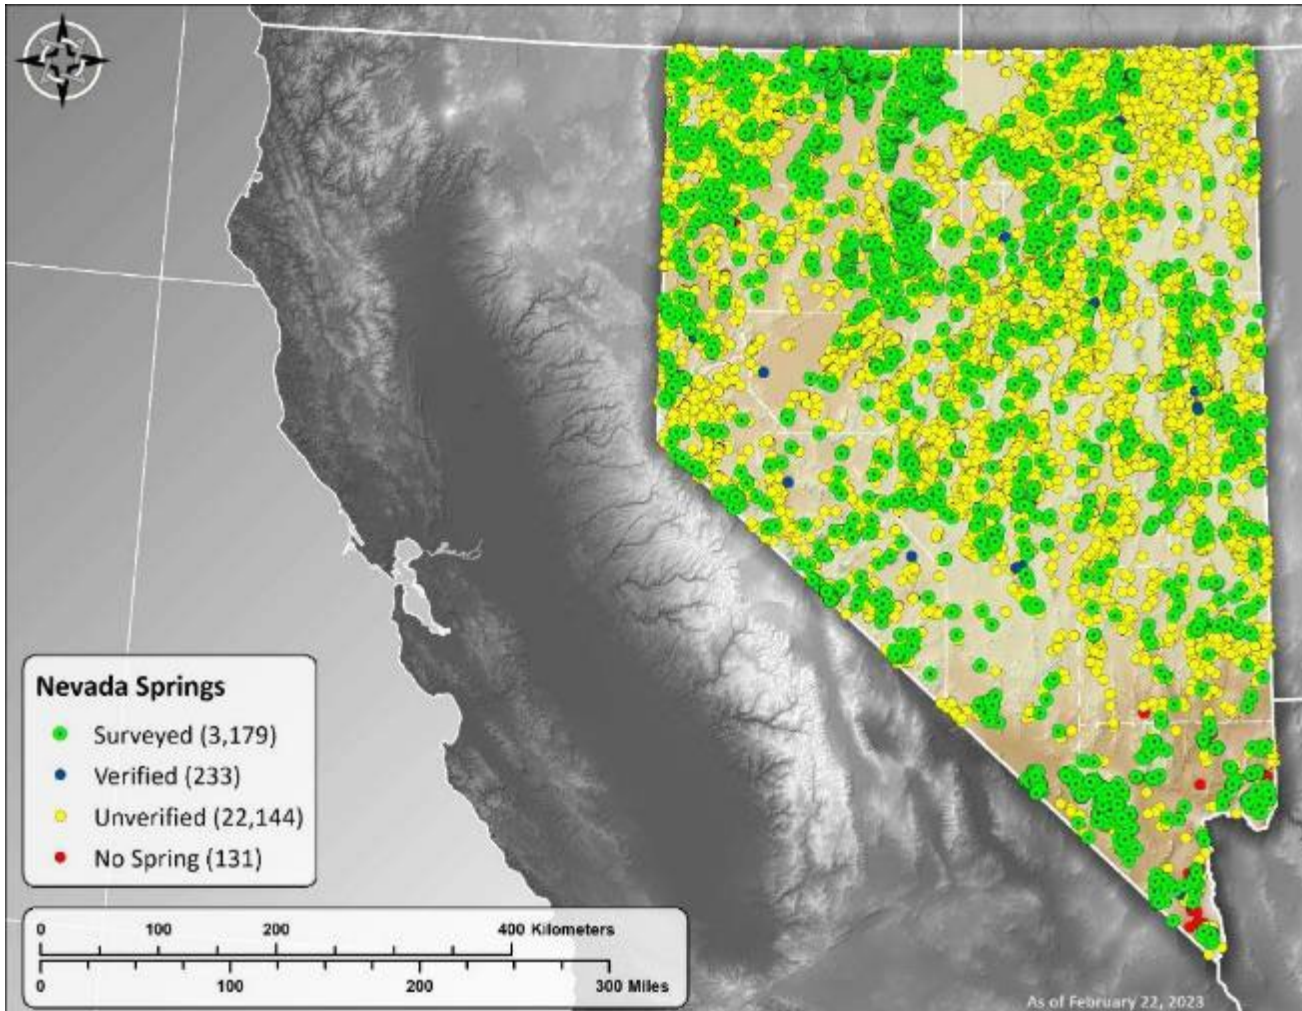 Nevada Springs
Surveyed (3,179)
Verified (233)
Unverified (22,144)
No Spring (131)
0 100 200 400 Kilometers
0 100 200 300 Miles
As of February 22, 2023